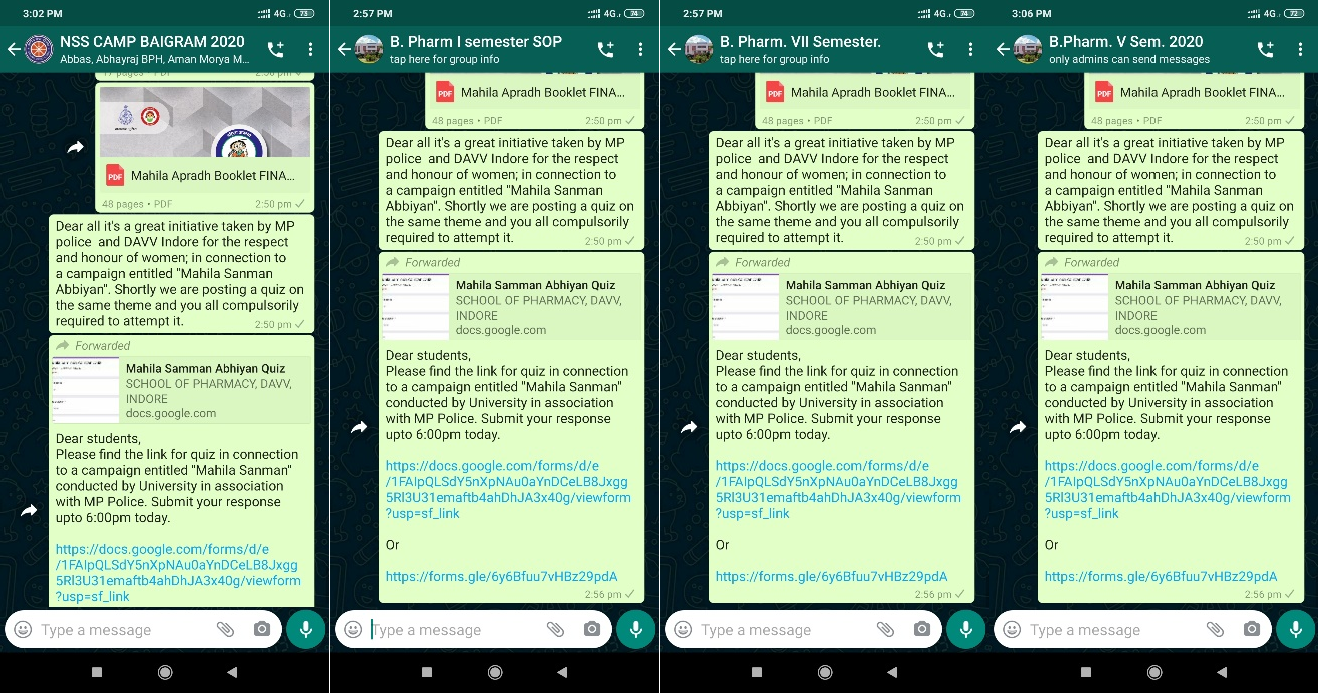 3:02 PM
4G 73
NSS CAMP BAIGRAM 2020
Abbas, Abhayraj BPH, Aman Morya M...
17 pages • PDF
2:50 pm
PDF
Mahila Apradh Booklet FINA...
48 pages • PDF
2:50 pm
Dear all it's a great initiative taken by MP
police and DAVV Indore for the respect
and honour of women; in connection to
a campaign entitled "Mahila Sanman
Abbiyan". Shortly we are posting a quiz on
the same theme and you all compulsorily
required to attempt it.
2:50 pm
Forwarded
Mahila Samman Abhiyan Quiz
SCHOOL OF PHARMACY, DAVV,
INDORE
docs.google.com
Dear students,
Please find the link for quiz in connection
to a campaign entitled "Mahila Sanman"
conducted by University in association
with MP Police. Submit your response
upto 6:00pm today.
https://docs.google.com/forms/d/e
/1FAIpQLSdY5nXpNAu0aYnDCeLB8Jxgg
5Rl3U31emaftb4ahDhJA3x40g/viewform
?usp=sf_link
Type a message
2:57 PM
4G 74
B. Pharm I semester SOP
tap here for group info
PDF
Mahila Apradh Booklet FINA...
48 pages • PDF
2:50 pm
Dear all it's a great initiative taken by MP
police and DAVV Indore for the respect
and honour of women; in connection to
a campaign entitled "Mahila Sanman
Abbiyan". Shortly we are posting a quiz on
the same theme and you all compulsorily
required to attempt it.
2:50 pm
Forwarded
Mahila Samman Abhiyan Quiz
SCHOOL OF PHARMACY, DAVV,
INDORE
docs.google.com
Dear students,
Please find the link for quiz in connection
to a campaign entitled "Mahila Sanman"
conducted by University in association
with MP Police. Submit your response
upto 6:00pm today.
https://docs.google.com/forms/d/e
/1FAIpQLSdY5nXpNAu0aYnDCeLB8Jxgg
5Rl3U31emaftb4ahDhJA3x40g/viewform
?usp=sf_link
Or
https://forms.gle/6y6Bfuu7vHBz29pdA
2:56 pm
Type a message
2:57 PM
4G 74
B. Pharm. VII Semester.
tap here for group info
PDF
Mahila Apradh Booklet FINA...
48 pages • PDF
2:50 pm
Dear all it's a great initiative taken by MP
police and DAVV Indore for the respect
and honour of women; in connection to
a campaign entitled "Mahila Sanman
Abbiyan". Shortly we are posting a quiz on
the same theme and you all compulsorily
required to attempt it.
2:50 pm
Forwarded
Mahila Samman Abhiyan Quiz
SCHOOL OF PHARMACY, DAVV,
INDORE
docs.google.com
Dear students,
Please find the link for quiz in connection
to a campaign entitled "Mahila Sanman"
conducted by University in association
with MP Police. Submit your response
upto 6:00pm today.
https://docs.google.com/forms/d/e
/1FAIpQLSdY5nXpNAu0aYnDCeLB8Jxgg
5Rl3U31emaftb4ahDhJA3x40g/viewform
?usp=sf_link
Or
https://forms.gle/6y6Bfuu7vHBz29pdA
2:56 pm
Type a message
3:06 PM
4G 72
B.Pharm. V Sem. 2020
only admins can send messages
PDF
Mahila Apradh Booklet FINA...
48 pages • PDF
2:50 pm
Dear all it's a great initiative taken by MP
police and DAVV Indore for the respect
and honour of women; in connection to
a campaign entitled "Mahila Sanman
Abbiyan". Shortly we are posting a quiz on
the same theme and you all compulsorily
required to attempt it.
2:50 pm
Forwarded
Mahila Samman Abhiyan Quiz
SCHOOL OF PHARMACY, DAVV,
INDORE
docs.google.com
Dear students,
Please find the link for quiz in connection
to a campaign entitled "Mahila Sanman"
conducted by University in association
with MP Police. Submit your response
upto 6:00pm today.
https://docs.google.com/forms/d/e
/1FAIpQLSdY5nXpNAu0aYnDCeLB8Jxgg
5Rl3U31emaftb4ahDhJA3x40g/viewform
?usp=sf_link
Or
https://forms.gle/6y6Bfuu7vHBz29pdA
2:56 pm
Type a message